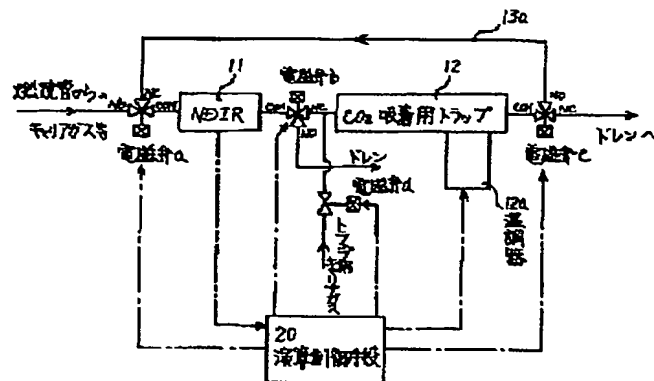 13a
11
電磁弁b
12
燃焼管からの
キャリアガス等
NO
NC
COM
NDIR
COM
NC
NO
CO2 吸着用トラップ
COM
NO
NC
ドレンへ
電磁弁a
ドレン
電磁弁d
電磁弁c
12a
温調器
トラップ
キャリアガス
20
演算制御手段